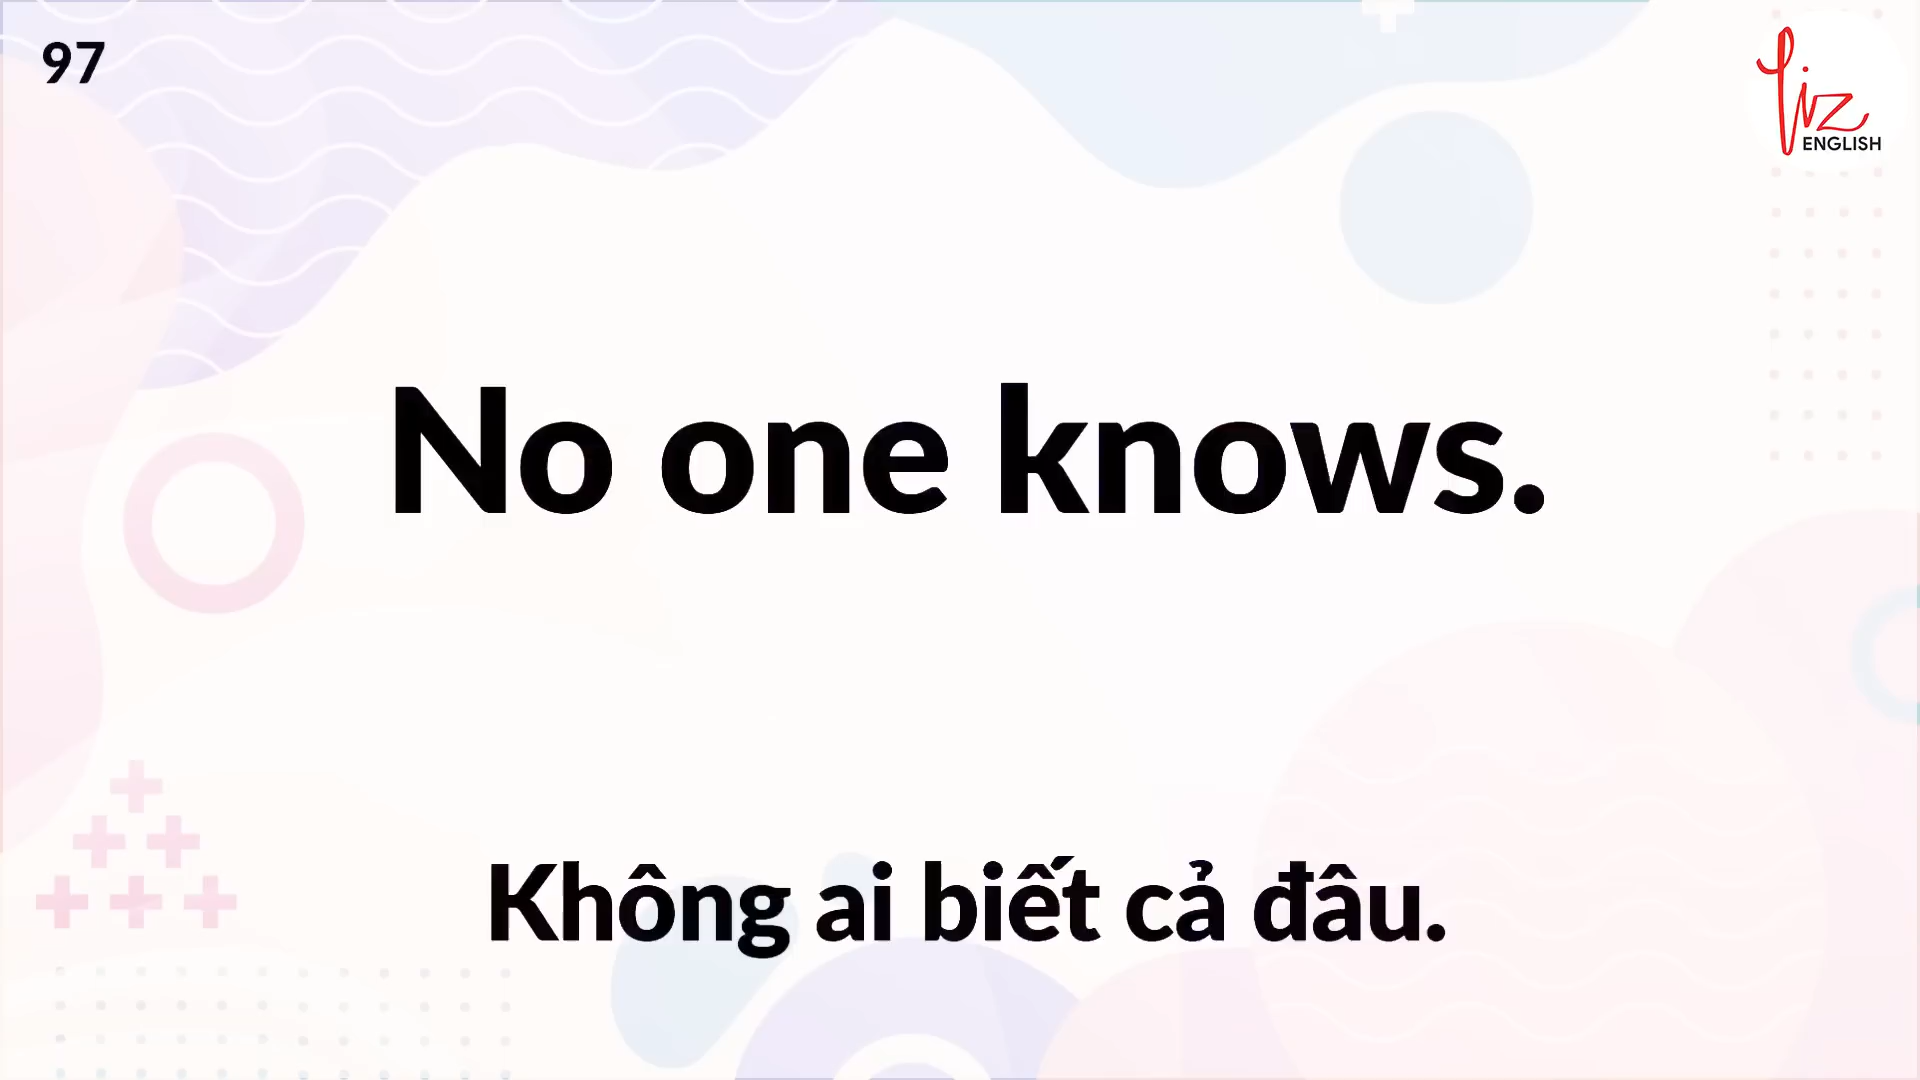 97
Liz
ENGLISH
No one knows.
Không ai biết cả đâu.